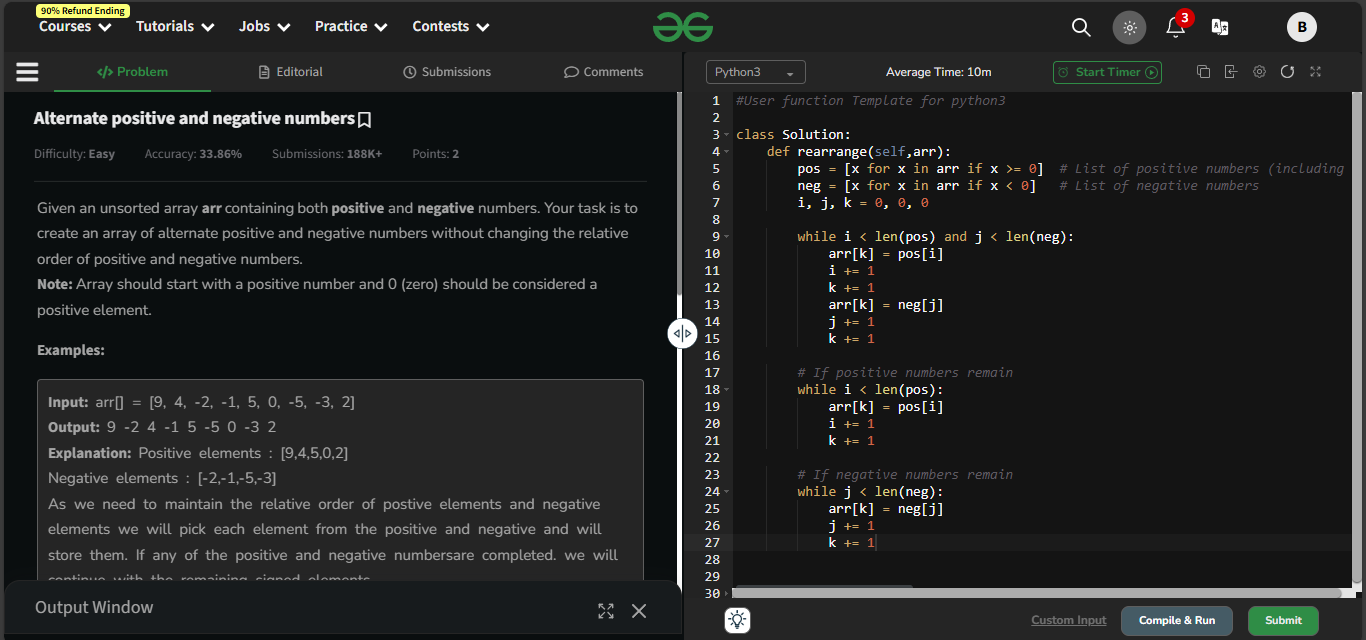 90% Refund Ending
Courses Tutorials Jobs Practice Contests 3 B
Problem Editorial Submissions Comments
Python3 Average Time: 10m Start Timer
Alternate positive and negative numbers
Difficulty: Easy Accuracy: 33.86% Submissions: 188K+ Points: 2
Given an unsorted array arr containing both positive and negative numbers. Your task is to
create an array of alternate positive and negative numbers without changing the relative
order of positive and negative numbers.
Note: Array should start with a positive number and 0 (zero) should be considered a
positive element.
Examples:
Input: arr[] = [9, 4, -2, -1, 5, 0, -5, -3, 2]
Output: 9 -2 4 -1 5 -5 0 -3 2
Explanation: Positive elements : [9,4,5,0,2]
Negative elements : [-2,-1,-5,-3]
As we need to maintain the relative order of postive elements and negative
elements we will pick each element from the positive and negative and will
store them. If any of the positive and negative numbersare completed. we will
continue with the remaining signed elements.
Output Window
1 #User function Template for python3
2
3 class Solution:
4 def rearrange(self,arr):
5 pos = [x for x in arr if x >= 0] # List of positive numbers (including
6 neg = [x for x in arr if x < 0] # List of negative numbers
7 i, j, k = 0, 0, 0
8
9 while i < len(pos) and j < len(neg):
10 arr[k] = pos[i]
11 i += 1
12 k += 1
13 arr[k] = neg[j]
14 j += 1
15 k += 1
16
17 # If positive numbers remain
18 while i < len(pos):
19 arr[k] = pos[i]
20 i += 1
21 k += 1
22
23 # If negative numbers remain
24 while j < len(neg):
25 arr[k] = neg[j]
26 j += 1
27 k += 1
28
29
30
Custom Input Compile & Run Submit